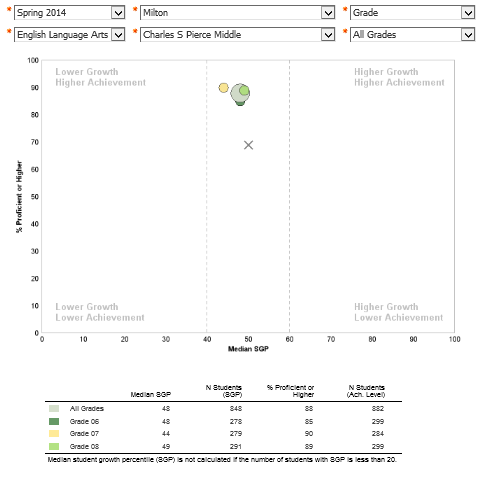 * Spring 2014 * Milton * Grade
* English Language Arts * Charles S Pierce Middle * All Grades
100
Lower Growth Higher Growth
Higher Achievement Higher Achievement
90
80
70
60
50
40
30
20
10
Lower Growth Higher Growth
Lower Achievement Lower Achievement
0
% Proficient or Higher
0 10 20 30 40 50 60 70 80 90 100
Median SGP
Median SGP N Students (SGP) % Proficient or Higher N Students (Ach. Level)
All Grades 48 848 88 882
Grade 06 48 278 85 299
Grade 07 44 279 90 284
Grade 08 49 291 89 299
Median student growth percentile (SGP) is not calculated if the number of students with SGP is less than 20.